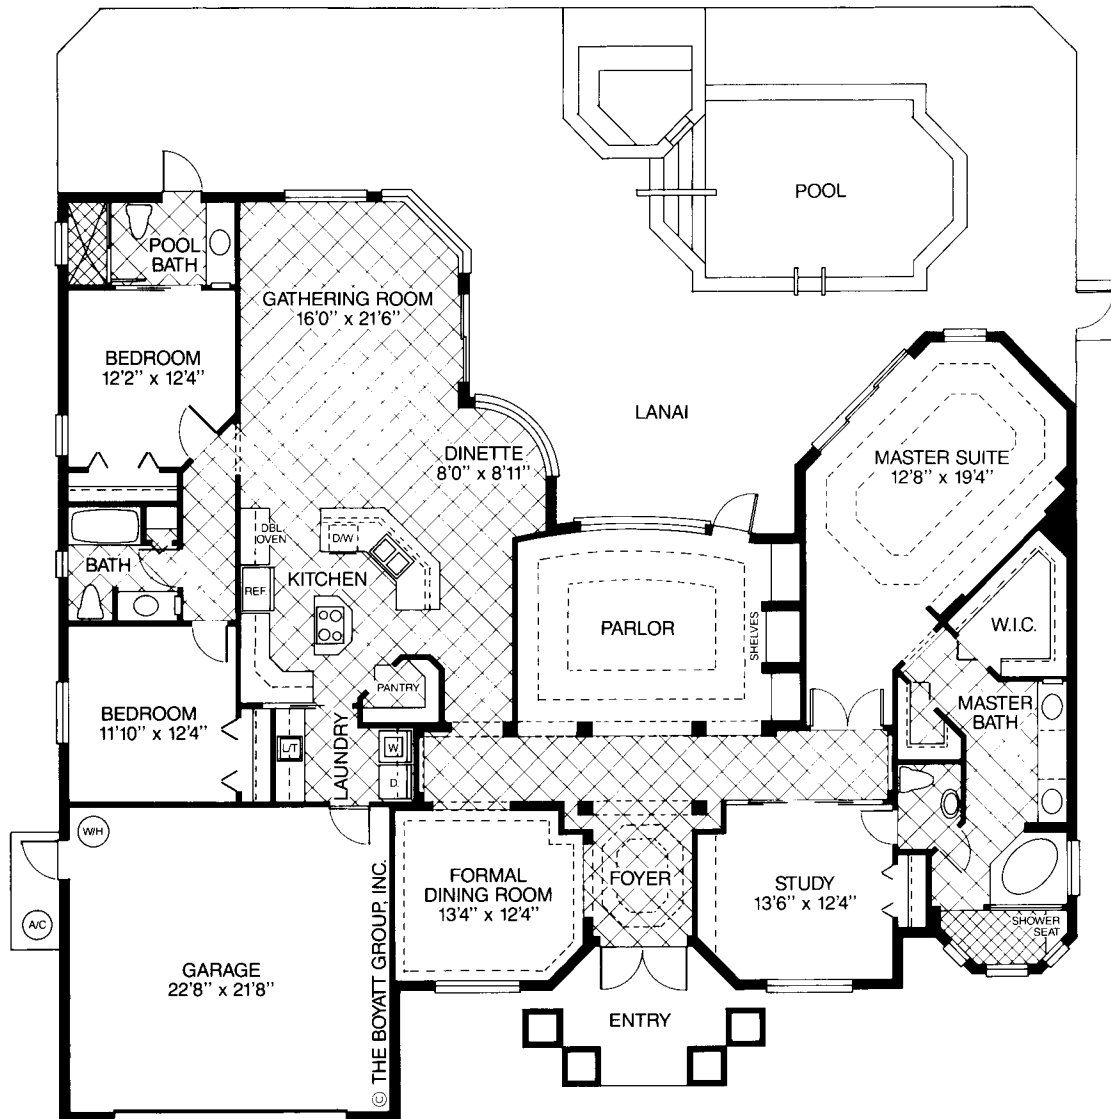 POOL
POOL
BATH
GATHERING ROOM
16'0" x 21'6"
BEDROOM
12'2" x 12'4"
LANAI
DINETTE
8'0" x 8'11"
MASTER SUITE
12'8" x 19'4"
DBL.
OVEN
D/W
BATH
KITCHEN
REF.
PARLOR
SHELVES
W.I.C.
PANTRY
MASTER
BATH
BEDROOM
11'10" x 12'4"
L/T
LAUNDRY
W
D
W/H
FORMAL
DINING ROOM
13'4" x 12'4"
FOYER
STUDY
13'6" x 12'4"
A/C
SHOWER
SEAT
GARAGE
22'8" x 21'8"
© THE BOYATT GROUP, INC.
ENTRY